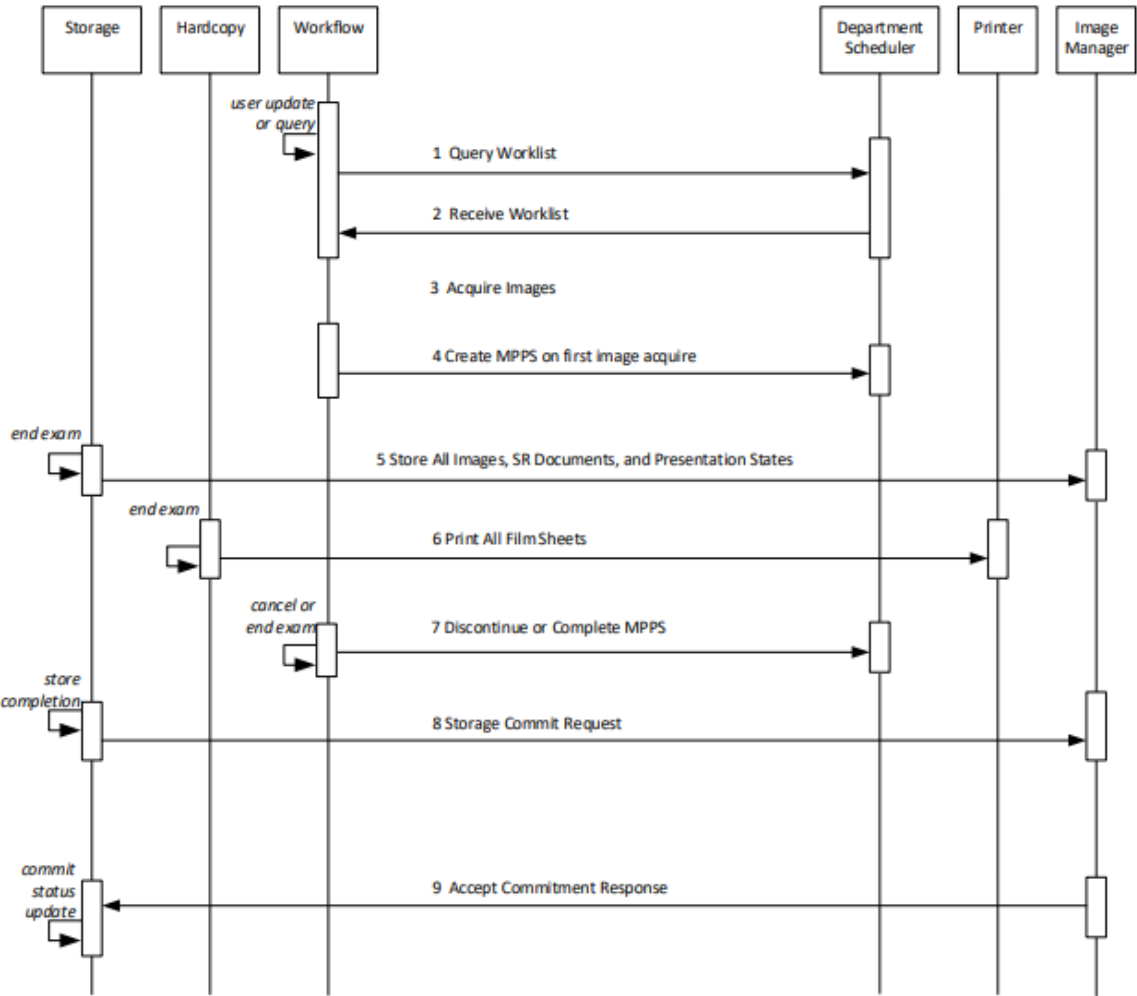 Storage
Hardcopy
Workflow
Department
Scheduler
Printer
Image
Manager
user update
or query
1 Query Worklist
2 Receive Worklist
3 Acquire Images
4 Create MPPS on first image acquire
end exam
5 Store All Images, SR Documents, and Presentation States
end exam
6 Print All Film Sheets
cancel or
end exam
7 Discontinue or Complete MPPS
store
completion
8 Storage Commit Request
commit
status
update
9 Accept Commitment Response